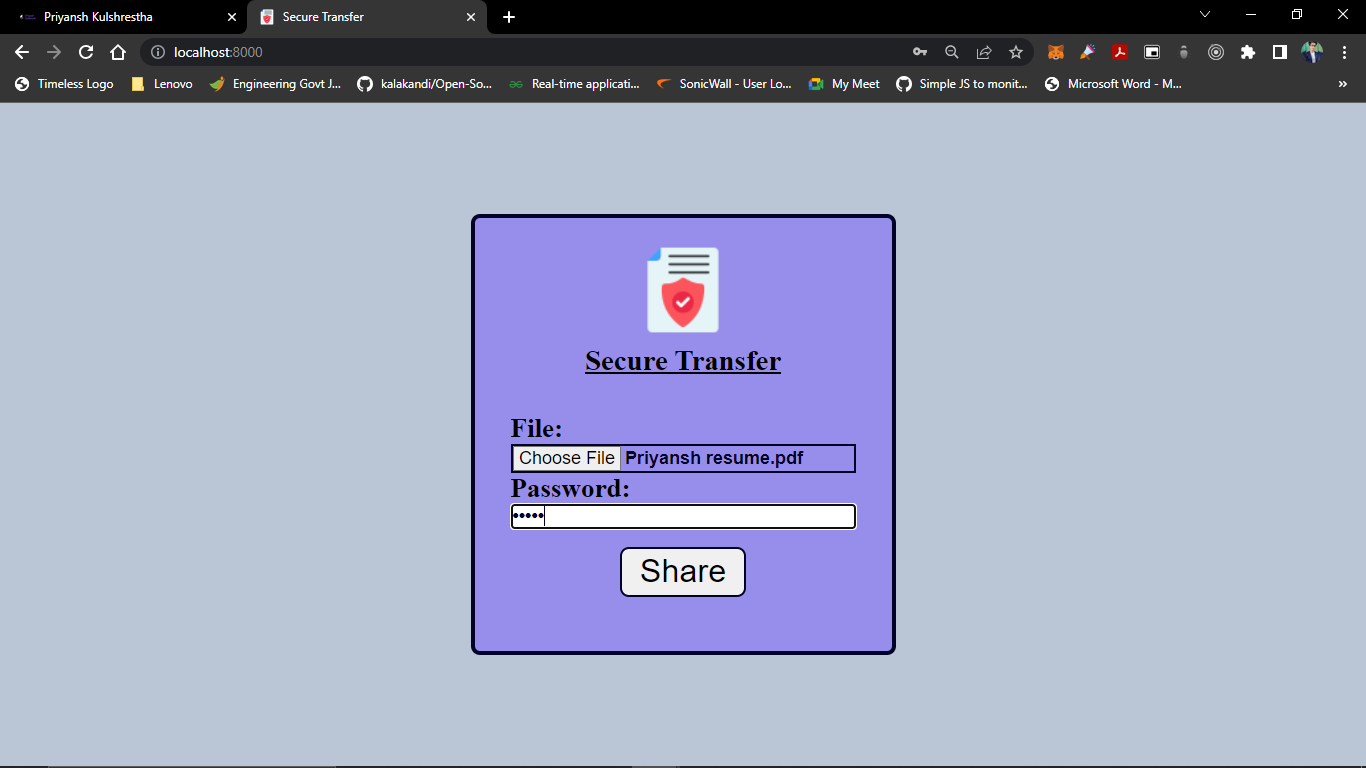 Priyansh Kulshrestha
Secure Transfer
localhost:8000
Timeless Logo
Lenovo
Engineering Govt J...
kalakandi/Open-So...
Real-time applicati...
SonicWall - User Lo...
My Meet
Simple JS to monit...
Microsoft Word - M...
»
Secure Transfer
File:
Choose File Priyansh resume.pdf
Password:
•••••
Share